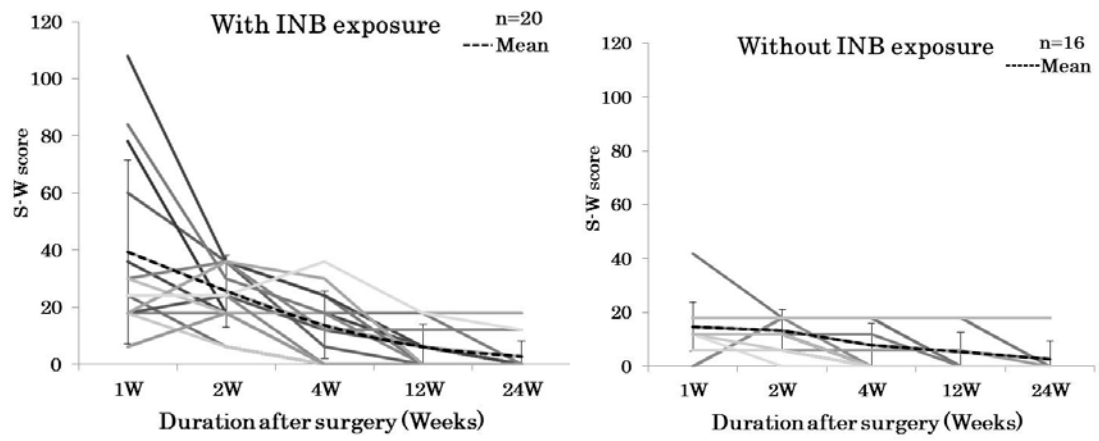 With INB exposure
n=20
Mean
120
100
80
60
40
20
0
S-W score
1W 2W 4W 12W 24W
Duration after surgery (Weeks)
Without INB exposure
n=16
Mean
120
100
80
60
40
20
0
S-W score
1W 2W 4W 12W 24W
Duration after surgery (Weeks)